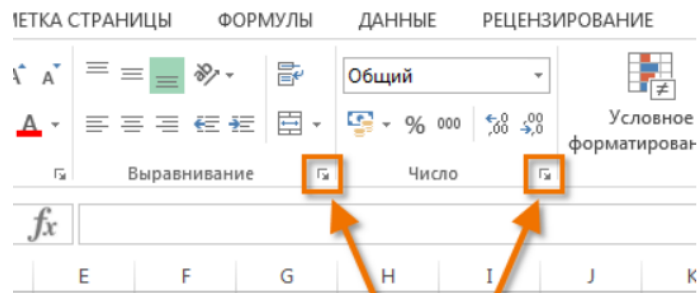 МЕТКА СТРАНИЦЫ ФОРМУЛЫ ДАННЫЕ РЕЦЕНЗИРОВАНИЕ
A A Общий
A % 000 ,0 ,00 ,00 ,0 Условное
форматирован
Выравнивание Число
fx
E F G H I J K